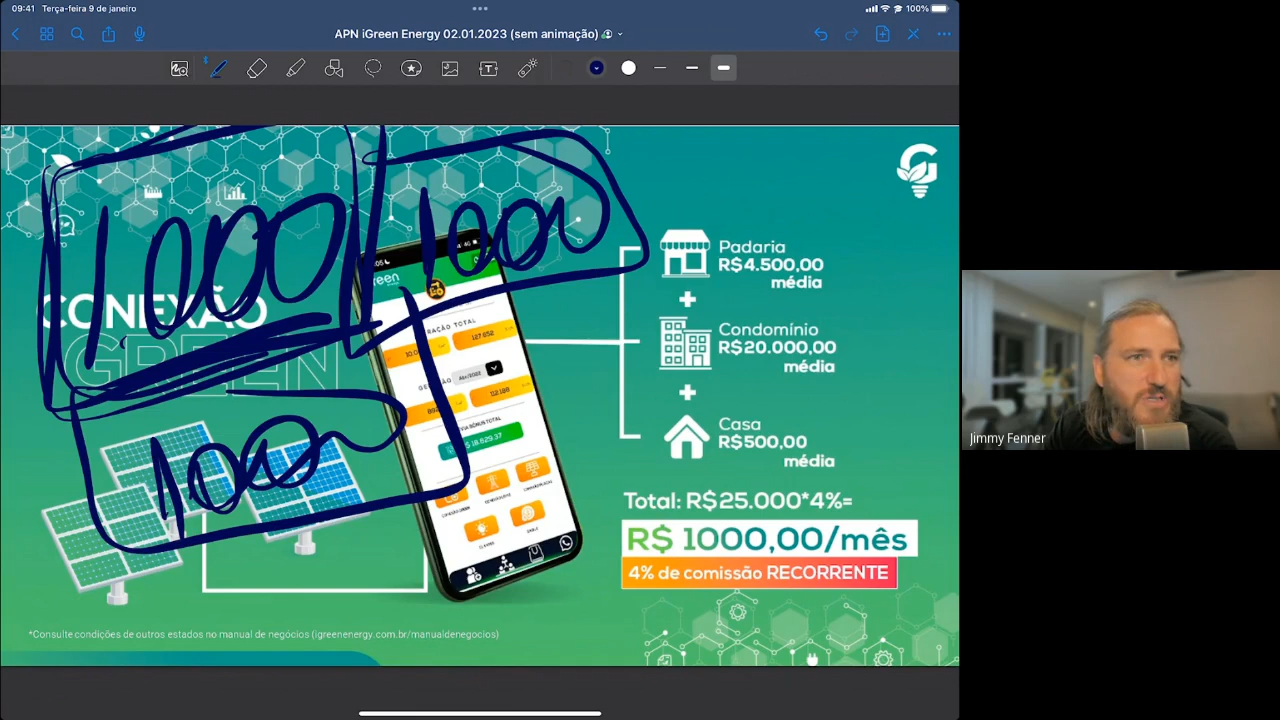 09:41 Terça-feira 9 de janeiro
100%
APN iGreen Energy 02.01.2023 (sem animação)
1.000
1000
1000
CONEXÃO
GREEN
Padaria
R$4.500,00
média
+
Condomínio
R$20.000,00
média
+
Casa
R$500,00
média
Total: R$25.000*4%=
R$ 1000,00/mês
4% de comissão RECORRENTE
*Consulte condições de outros estados no manual de negócios (igreenenergy.com.br/manualdenegocios)
Jimmy Fenner